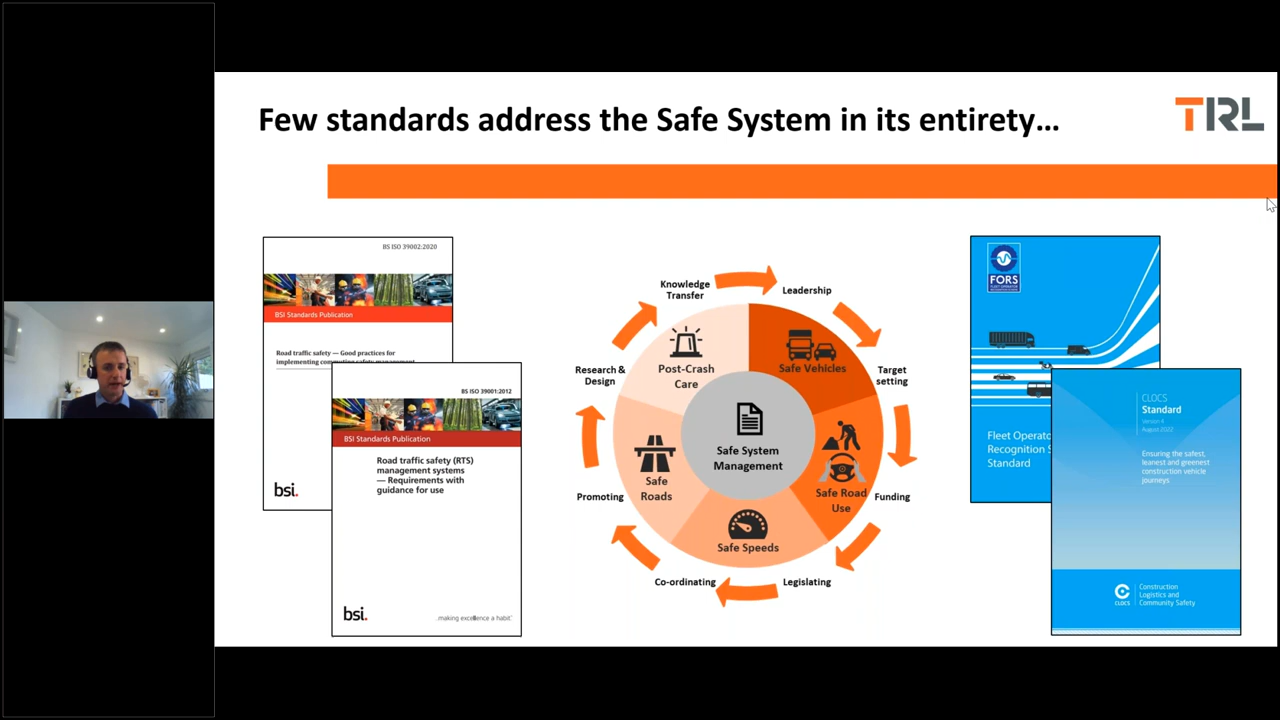 Few standards address the Safe System in its entirety...
TRL
BS ISO 39002:2020
BSI Standards Publication
Road traffic safety — Good practices for
implementing commuting safety management
bsi.
BS ISO 39001:2012
BSI Standards Publication
Road traffic safety (RTS)
management systems
— Requirements with
guidance for use
bsi.
...making excellence a habit.™
Knowledge
Transfer
Leadership
Target
setting
Funding
Legislating
Co-ordinating
Promoting
Research &
Design
Post-Crash
Care
Safe Vehicles
Safe Road
Use
Safe Speeds
Safe
Roads
Safe System
Management
FORS
Fleet Operato
Recognition S
Standard
CLOCS
Standard
Version 4
August 2022
Ensuring the safest,
leanest and greenest
construction vehicle
journeys
CLOCS
Construction
Logistics and
Community Safety